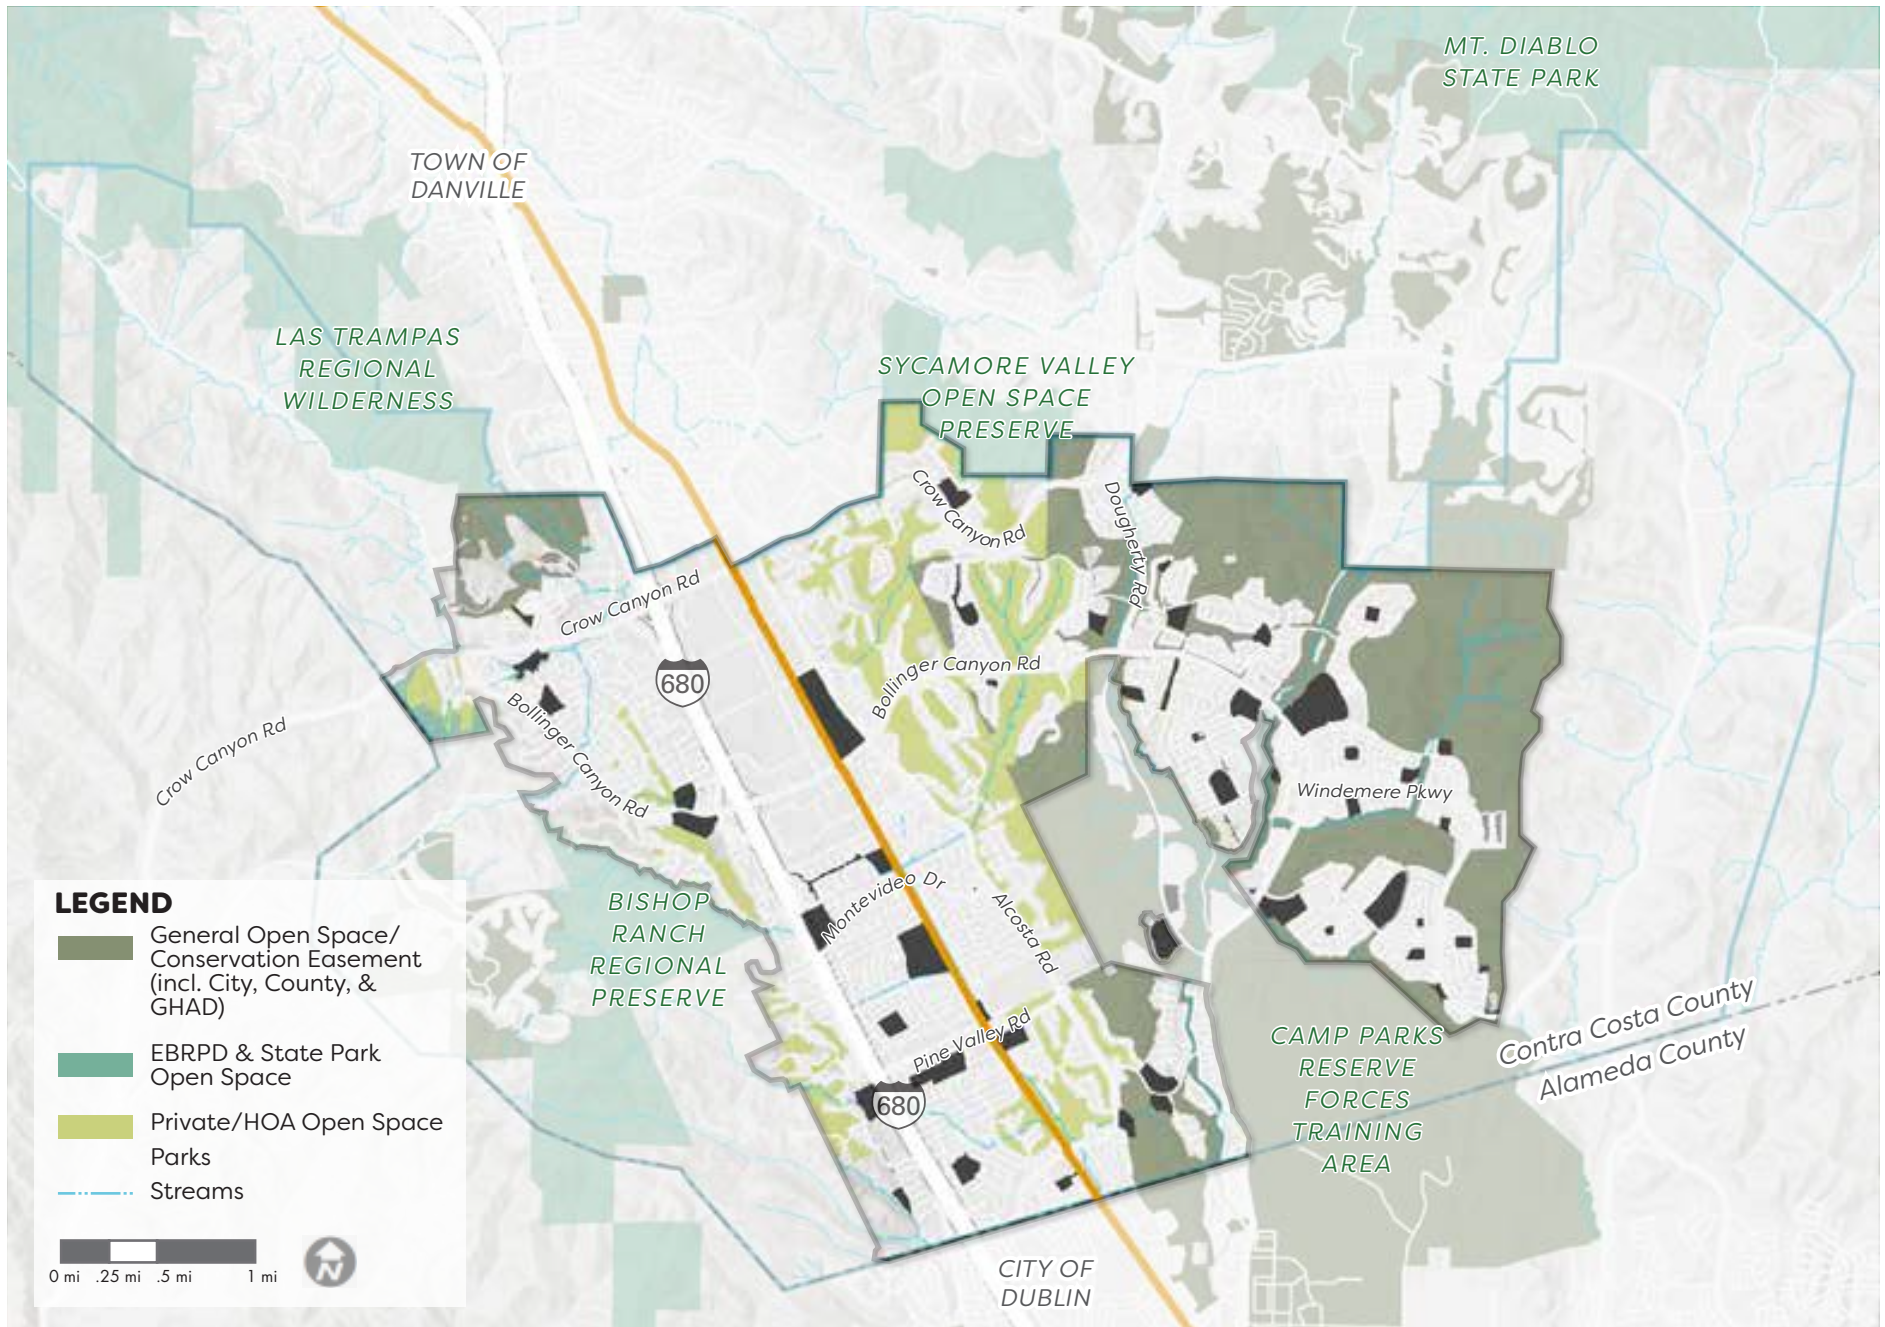 MT. DIABLO
STATE PARK
TOWN OF
DANVILLE
LAS TRAMPAS
REGIONAL
WILDERNESS
SYCAMORE VALLEY
OPEN SPACE
PRESERVE
Crow Canyon Rd
Dougherty Rd
Crow Canyon Rd
Bollinger Canyon Rd
680
Bollinger Canyon Rd
Crow Canyon Rd
Windemere Pkwy
Montevideo Dr
Alcosta Rd
BISHOP
RANCH
REGIONAL
PRESERVE
Pine Valley Rd
680
CAMP PARKS
RESERVE
FORCES
TRAINING
AREA
Contra Costa County
Alameda County
CITY OF
DUBLIN
LEGEND
General Open Space/
Conservation Easement
(incl. City, County, &
GHAD)
EBRPD & State Park
Open Space
Private/HOA Open Space
Parks
Streams
0 mi .25 mi .5 mi 1 mi
N